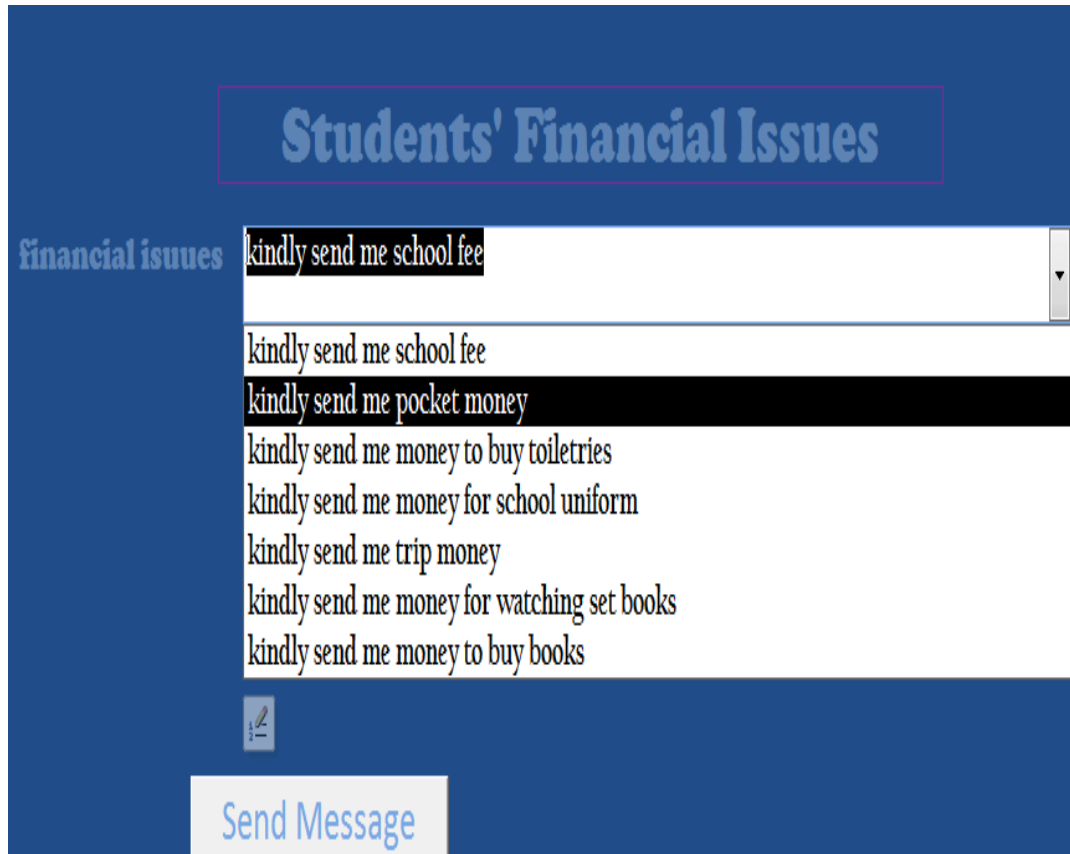 Students' Financial Issues
financial isuues
kindly send me school fee
kindly send me school fee
kindly send me pocket money
kindly send me money to buy toiletries
kindly send me money for school uniform
kindly send me trip money
kindly send me money for watching set books
kindly send me money to buy books
Send Message